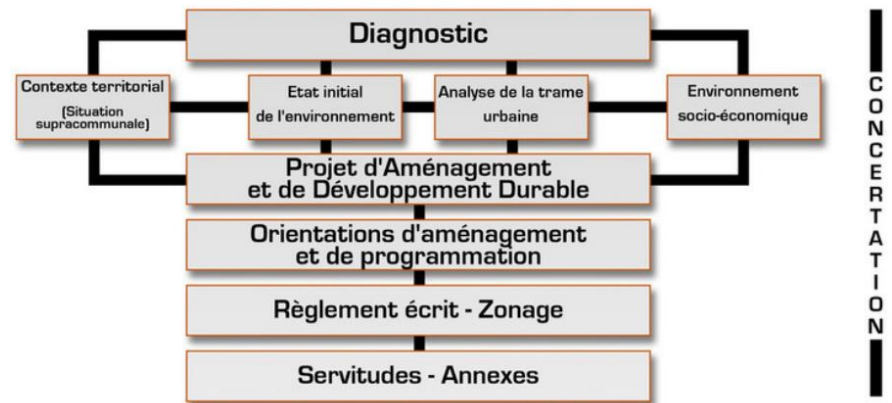 Diagnostic
Contexte territorial
(Situation
supracommunale)
Etat initial
de l'environnement
Analyse de la trame
urbaine
Environnement
socio-économique
Projet d'Aménagement
et de Développement Durable
Orientations d'aménagement
et de programmation
Règlement écrit - Zonage
Servitudes - Annexes
CONCERTATION